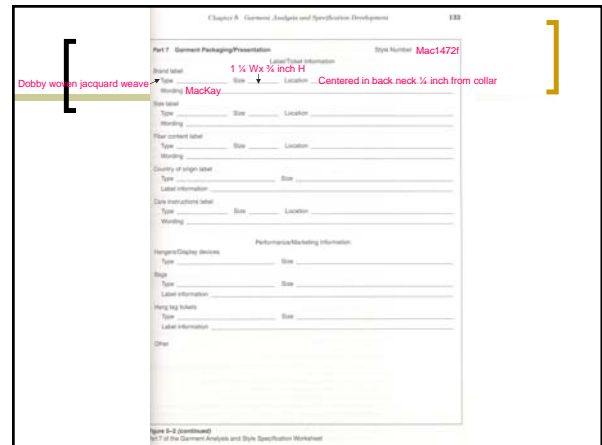 Chapter 8 Garment Analysis and Specification Development 133
Part 7 Garment Packaging/Presentation Style Number Mac1472f
Label/Ticket Information
Brand label 1 ¼ Wx ¾ inch H
Dobby woven jacquard weave Type Size Location Centered in back neck ¼ inch from collar
Wording MacKay
Size label
Type Size Location
Wording
Fiber content label
Type Size Location
Wording
Country of origin label
Type Size
Label information
Care instructions label
Type Size Location
Wording
Performance/Marketing Information
Hangers/Display devices
Type Size
Bags
Type Size
Label information
Hang tag tickets
Type Size
Label information
Other
Figure 5–2 (continued)
Part 7 of the Garment Analysis and Style Specification Worksheet